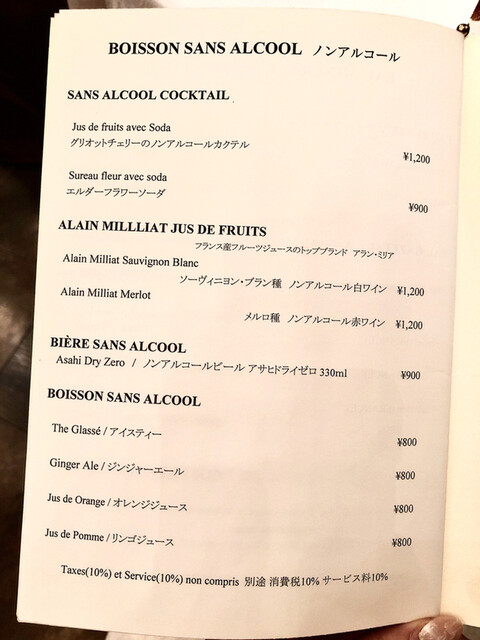 BOISSON SANS ALCOOL ノンアルコール
SANS ALCOOL COCKTAIL
Jus de fruits avec Soda
グリオットチェリーのノンアルコールカクテル
¥1,200
Sureau fleur avec soda
エルダーフラワーソーダ
¥900
ALAIN MILLLIAT JUS DE FRUITS
フランス産フルーツジュースのトップブランド アラン・ミリア
Alain Milliat Sauvignon Blanc
ソーヴィニヨン・ブラン種 ノンアルコール白ワイン ¥1,200
Alain Milliat Merlot
メルロ種 ノンアルコール赤ワイン ¥1,200
BIÈRE SANS ALCOOL
Asahi Dry Zero / ノンアルコールビール アサヒドライゼロ 330ml ¥900
BOISSON SANS ALCOOL
The Glassé / アイスティー ¥800
Ginger Ale / ジンジャーエール ¥800
Jus de Orange / オレンジジュース ¥800
Jus de Pomme / リンゴジュース ¥800
Taxes(10%) et Service(10%) non compris 別途 消費税10% サービス料10%